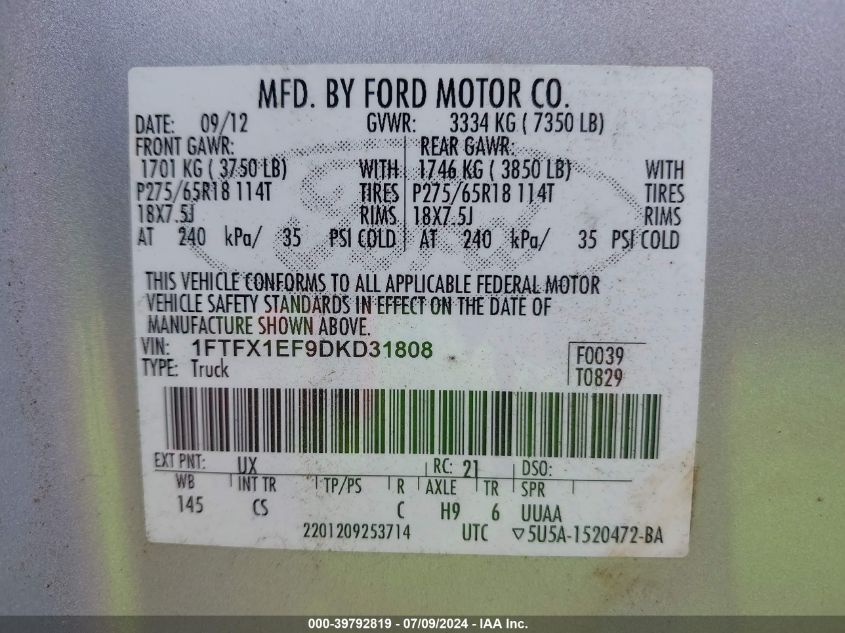 MFD. BY FORD MOTOR CO.
DATE: 09/12 GVWR: 3334 KG ( 7350 LB)
FRONT GAWR: REAR GAWR:
1701 KG ( 3750 LB) WITH 1746 KG ( 3850 LB) WITH
P275/65R18 114T TIRES P275/65R18 114T TIRES
18X7.5J RIMS 18X7.5J RIMS
AT 240 kPa/ 35 PSI COLD AT 240 kPa/ 35 PSI COLD
THIS VEHICLE CONFORMS TO ALL APPLICABLE FEDERAL MOTOR
VEHICLE SAFETY STANDARDS IN EFFECT ON THE DATE OF
MANUFACTURE SHOWN ABOVE.
VIN: 1FTFX1EF9DKD31808 F0039
TYPE: Truck T0829
EXT PNT: UX RC: 21 DSO:
WB INT TR TP/PS R AXLE TR SPR
145 CS C H9 6 UUAA
2201209253714 UTC ▽5U5A-1520472-BA
000-39792819 / 07/09/2024 - IAA Inc.